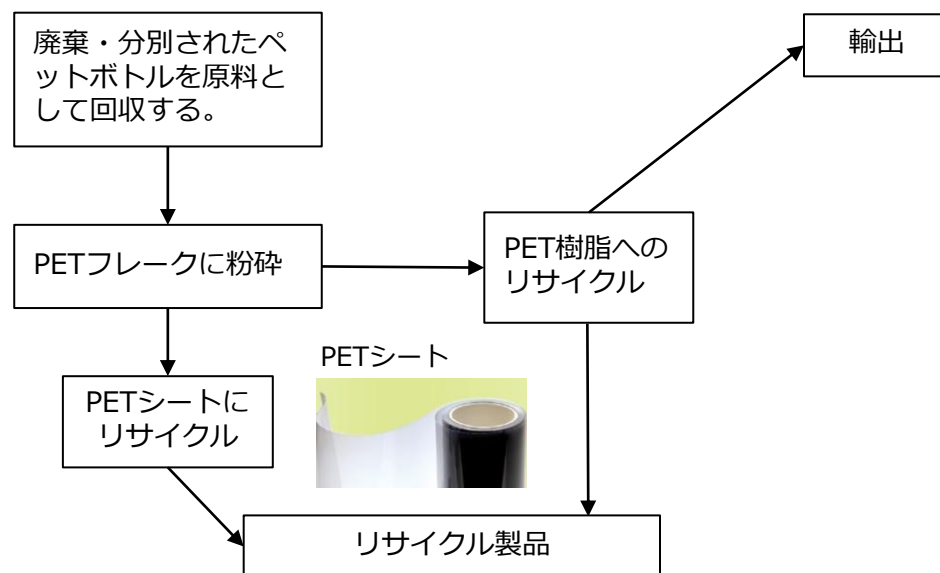 廃棄・分別されたペ
ットボトルを原料と
して回収する。
輸出
PETフレークに粉砕
PET樹脂への
リサイクル
PETシート
PETシートに
リサイクル
リサイクル製品